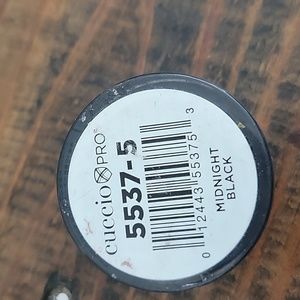 cuccio PRO
5537-5
0 12443 55375 3
MIDNIGHT
BLACK